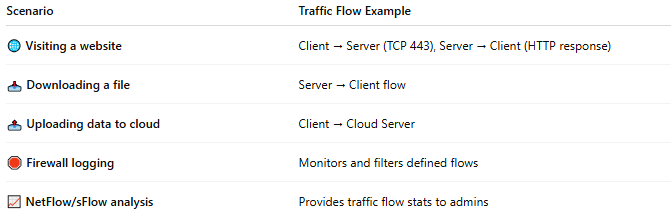 Scenario Traffic Flow Example
🌐 Visiting a website Client → Server (TCP 443), Server → Client (HTTP response)
📥 Downloading a file Server → Client flow
📤 Uploading data to cloud Client → Cloud Server
🛑 Firewall logging Monitors and filters defined flows
📈 NetFlow/sFlow analysis Provides traffic flow stats to admins